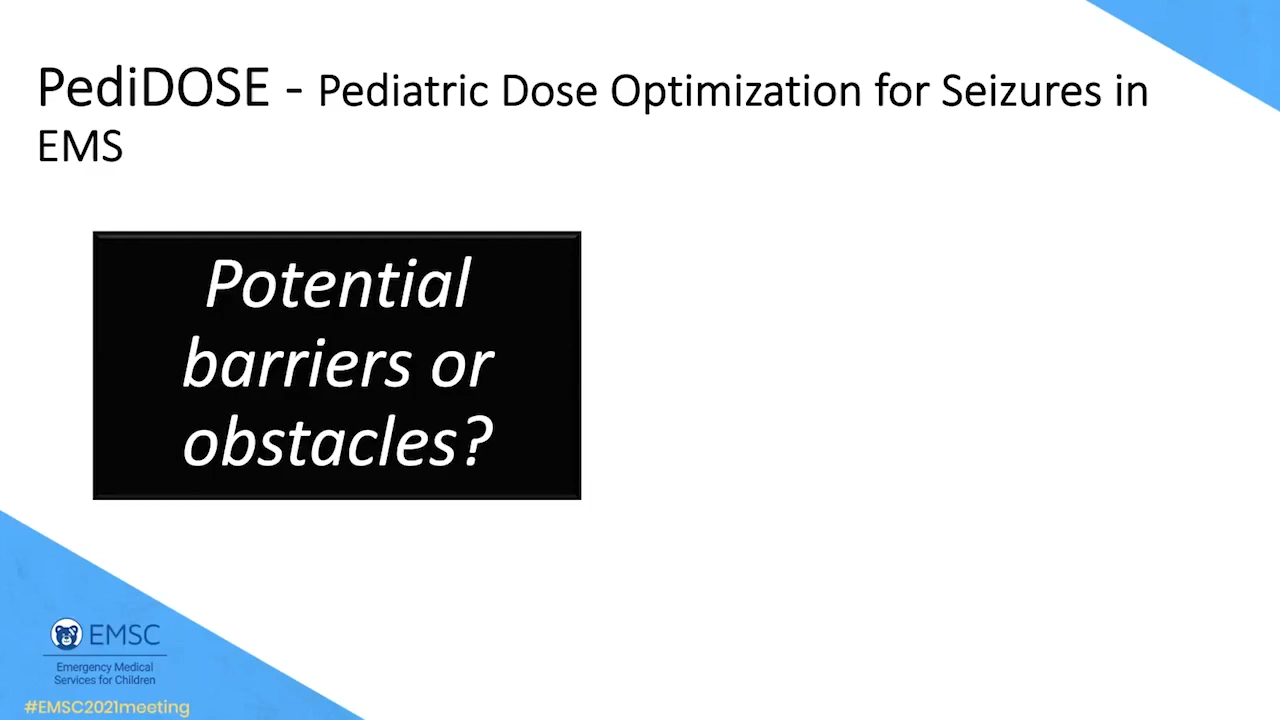 PediDOSE - Pediatric Dose Optimization for Seizures in
EMS
Potential
barriers or
obstacles?
EMSC
Emergency Medical
Services for Children
#EMSC2021meeting